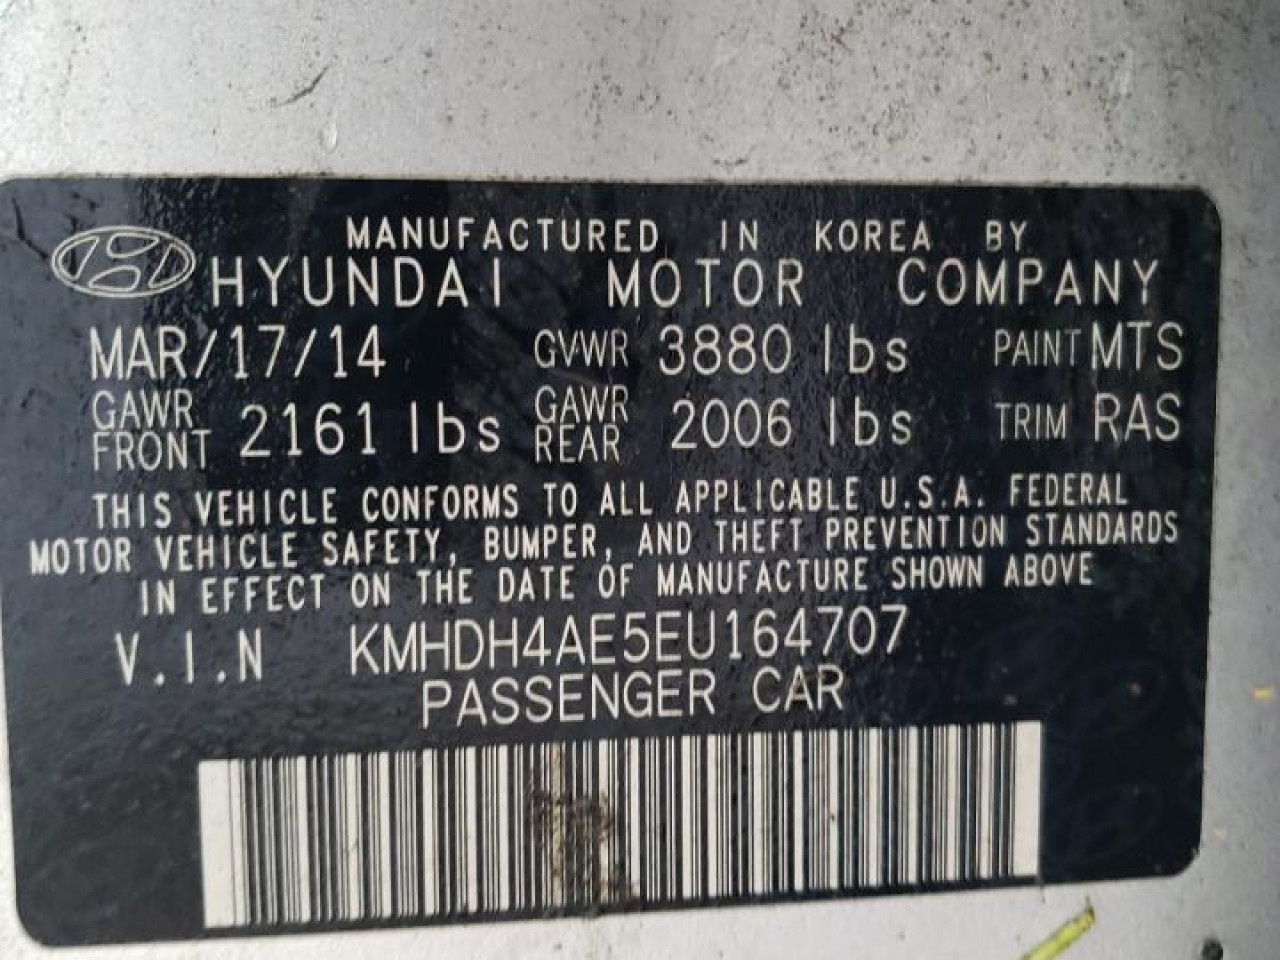 MANUFACTURED IN KOREA BY
HYUNDAI MOTOR COMPANY
MAR/17/14 GVWR 3880 lbs PAINT MTS
GAWR FRONT 2161 lbs GAWR REAR 2006 lbs TRIM RAS
THIS VEHICLE CONFORMS TO ALL APPLICABLE U.S.A. FEDERAL
MOTOR VEHICLE SAFETY, BUMPER, AND THEFT PREVENTION STANDARDS
IN EFFECT ON THE DATE OF MANUFACTURE SHOWN ABOVE
V.I.N KMHDH4AE5EU164707
PASSENGER CAR